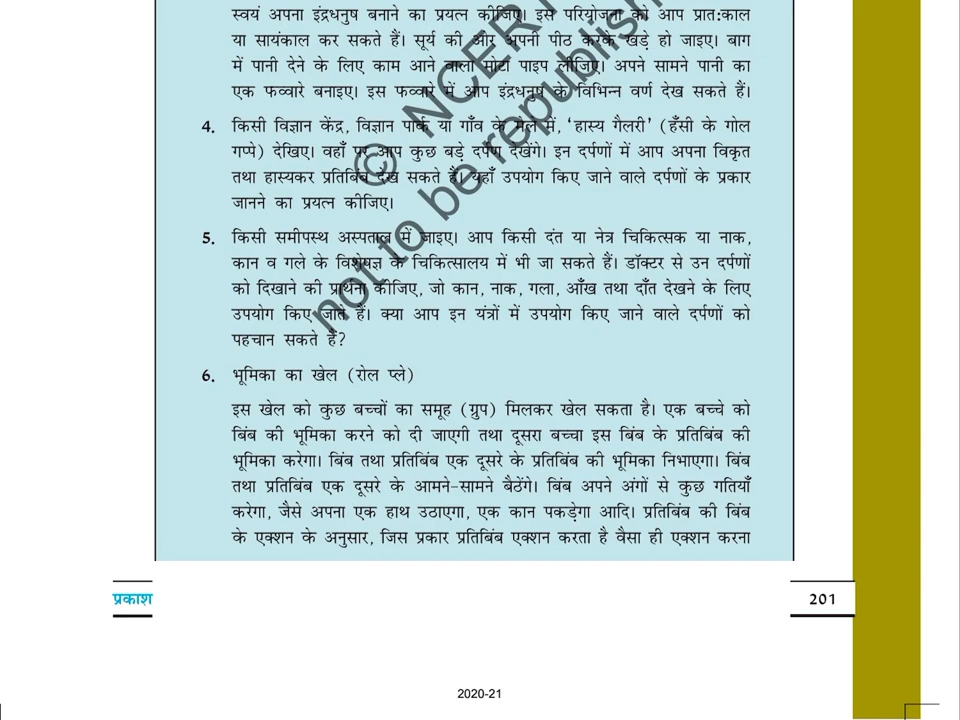 स्वयं अपना इंद्रधनुष बनाने का प्रयत्न कीजिए। इस परियोजना को आप प्रात:काल
या सायंकाल कर सकते हैं। सूर्य की ओर अपनी पीठ करके खड़े हो जाइए। बाग
में पानी देने के लिए काम आने वाला मोटा पाइप लीजिए। अपने सामने पानी का
एक फव्वारे बनाइए। इस फव्वारे में आप इंद्रधनुष के विभिन्न वर्ण देख सकते हैं।
4. किसी विज्ञान केंद्र, विज्ञान पार्क या गाँव के मेले में, ‘हास्य गैलरी’ (हँसी के गोल
गप्पे) देखिए। वहाँ पर आप कुछ बड़े दर्पण देखेंगे। इन दर्पणों में आप अपना विकृत
तथा हास्यकर प्रतिबिंब देख सकते हैं। यहाँ उपयोग किए जाने वाले दर्पणों के प्रकार
जानने का प्रयत्न कीजिए।
5. किसी समीपस्थ अस्पताल में जाइए। आप किसी दंत या नेत्र चिकित्सक या नाक,
कान व गले के विशेषज्ञ के चिकित्सालय में भी जा सकते हैं। डॉक्टर से उन दर्पणों
को दिखाने की प्रार्थना कीजिए, जो कान, नाक, गला, आँख तथा दाँत देखने के लिए
उपयोग किए जाते हैं। क्या आप इन यंत्रों में उपयोग किए जाने वाले दर्पणों को
पहचान सकते हैं?
6. भूमिका का खेल (रोल प्ले)
इस खेल को कुछ बच्चों का समूह (ग्रुप) मिलकर खेल सकता है। एक बच्चे को
बिंब की भूमिका करने को दी जाएगी तथा दूसरा बच्चा इस बिंब के प्रतिबिंब की
भूमिका करेगा। बिंब तथा प्रतिबिंब एक दूसरे के प्रतिबिंब की भूमिका निभाएगा। बिंब
तथा प्रतिबिंब एक दूसरे के आमने-सामने बैठेंगे। बिंब अपने अंगों से कुछ गतियाँ
करेगा, जैसे अपना एक हाथ उठाएगा, एक कान पकड़ेगा आदि। प्रतिबिंब की बिंब
के एक्शन के अनुसार, जिस प्रकार प्रतिबिंब एक्शन करता है वैसा ही एक्शन करना
© NCERT
not to be republish
प्रकाश
201
2020-21